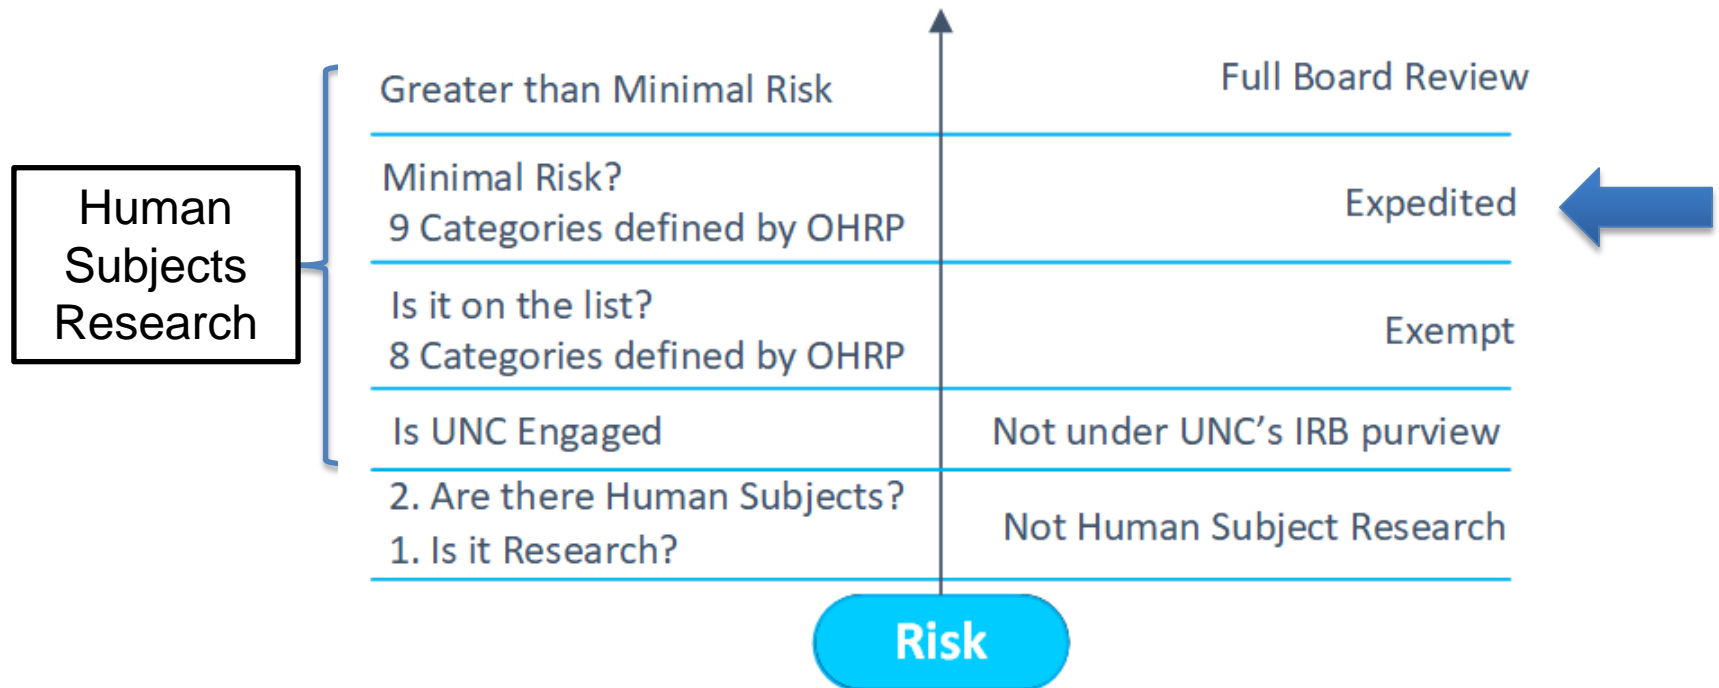 Greater than Minimal Risk
Full Board Review
Human
Subjects
Research
Minimal Risk?
9 Categories defined by OHRP
Expedited
Is it on the list?
8 Categories defined by OHRP
Exempt
Is UNC Engaged
Not under UNC’s IRB purview
2. Are there Human Subjects?
1. Is it Research?
Not Human Subject Research
Risk